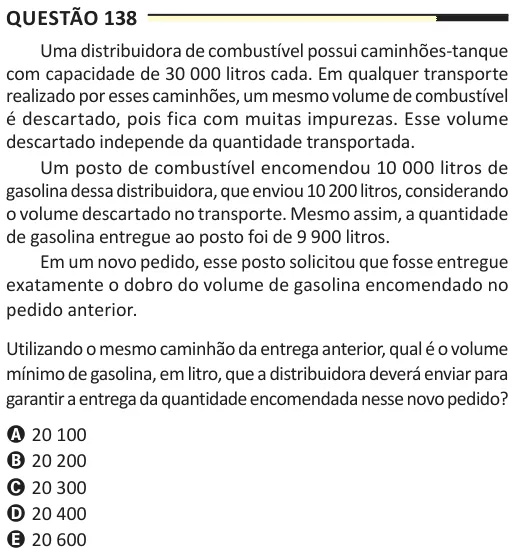 QUESTÃO 138
Uma distribuidora de combustível possui caminhões-tanque
com capacidade de 30 000 litros cada. Em qualquer transporte
realizado por esses caminhões, um mesmo volume de combustível
é descartado, pois fica com muitas impurezas. Esse volume
descartado independe da quantidade transportada.
Um posto de combustível encomendou 10 000 litros de
gasolina dessa distribuidora, que enviou 10 200 litros, considerando
o volume descartado no transporte. Mesmo assim, a quantidade
de gasolina entregue ao posto foi de 9 900 litros.
Em um novo pedido, esse posto solicitou que fosse entregue
exatamente o dobro do volume de gasolina encomendado no
pedido anterior.
Utilizando o mesmo caminhão da entrega anterior, qual é o volume
mínimo de gasolina, em litro, que a distribuidora deverá enviar para
garantir a entrega da quantidade encomendada nesse novo pedido?
A 20 100
B 20 200
C 20 300
D 20 400
E 20 600